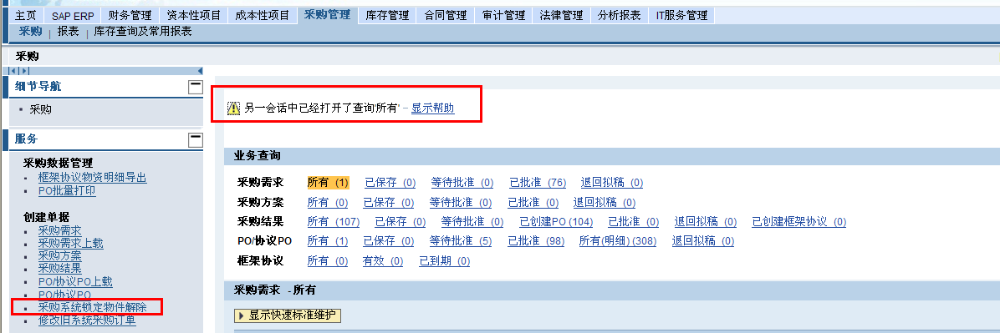 主页 SAP ERP 财务管理 资本性项目 成本性项目 采购管理 库存管理 合同管理 审计管理 法律管理 分析报表 IT服务管理
采购 | 报表 | 库存查询及常用报表
采购
细节导航
采购
服务
采购数据管理
框架协议物资明细导出
PO批量打印
创建单据
采购需求
采购需求上载
采购方案
采购结果
PO/协议PO上载
PO/协议PO
采购系统锁定物件解除
修改旧系统采购订单
另一会话中已经打开了查询'所有' - 显示帮助
业务查询
采购需求 所有 (1) 已保存 (0) 等待批准 (0) 已批准 (76) 退回拟稿 (0)
采购方案 所有 (0) 已保存 (0) 等待批准 (0) 已批准 (0) 退回拟稿 (0)
采购结果 所有 (107) 已保存 (0) 等待批准 (0) 已创建PO (104) 已批准 (0) 退回拟稿 (0) 已创建框架协议 (0)
PO/协议PO 所有 (1) 已保存 (0) 等待批准 (5) 已批准 (98) 所有(明细) (308) 退回拟稿 (0)
框架协议 所有 (0) 有效 (0) 已到期 (0)
采购需求 - 所有
显示快速标准维护